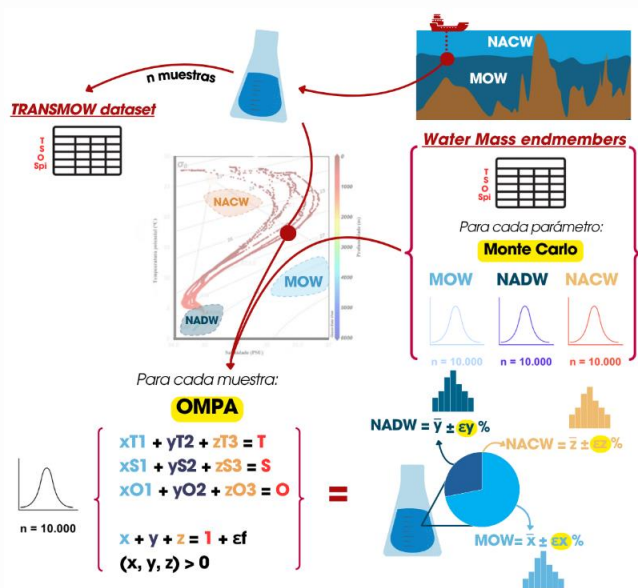 NACW
MOW
n muestras
TRANSMOW dataset
T
S
O
Spi
Water Mass endmembers
T
S
O
Spi
Para cada parámetro:
Monte Carlo
MOW NADW NACW
n = 10.000 n = 10.000 n = 10.000
NACW
MOW
NADW
Temperatura potencial (°C)
Para cada muestra:
OMPA
xT1 + yT2 + zT3 = T
xS1 + yS2 + zS3 = S
xO1 + yO2 + zO3 = O
x + y + z = 1 + εf
(x, y, z) > 0
n = 10.000
=
NADW = y̅ ± εy %
NACW = z̅ ± εz %
MOW= x̅ ± εx %